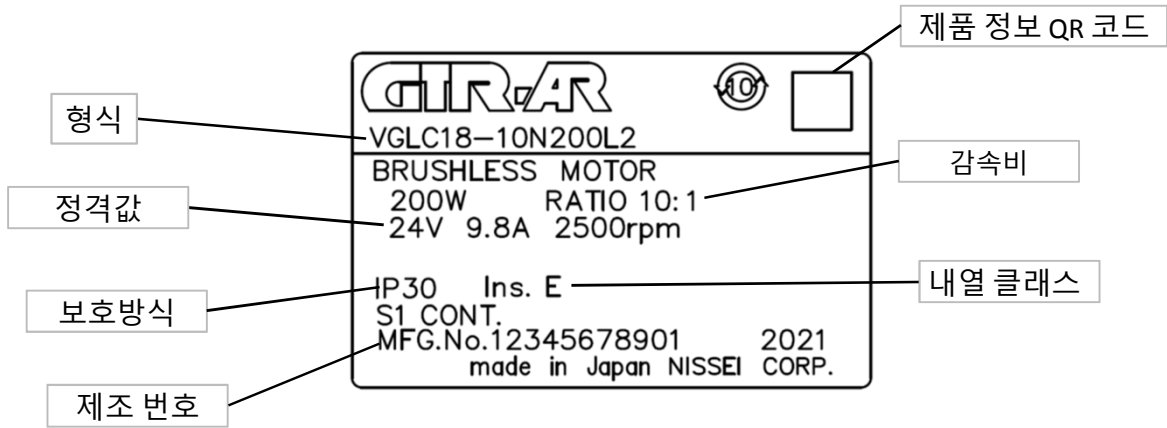 제품 정보 QR 코드
GTR-AR
10
형식
VGLC18-10N200L2
BRUSHLESS MOTOR
감속비
정격값
200W RATIO 10:1
24V 9.8A 2500rpm
내열 클래스
보호방식
IP30 Ins. E
S1 CONT.
MFG.No.12345678901 2021
made in Japan NISSEI CORP.
제조 번호